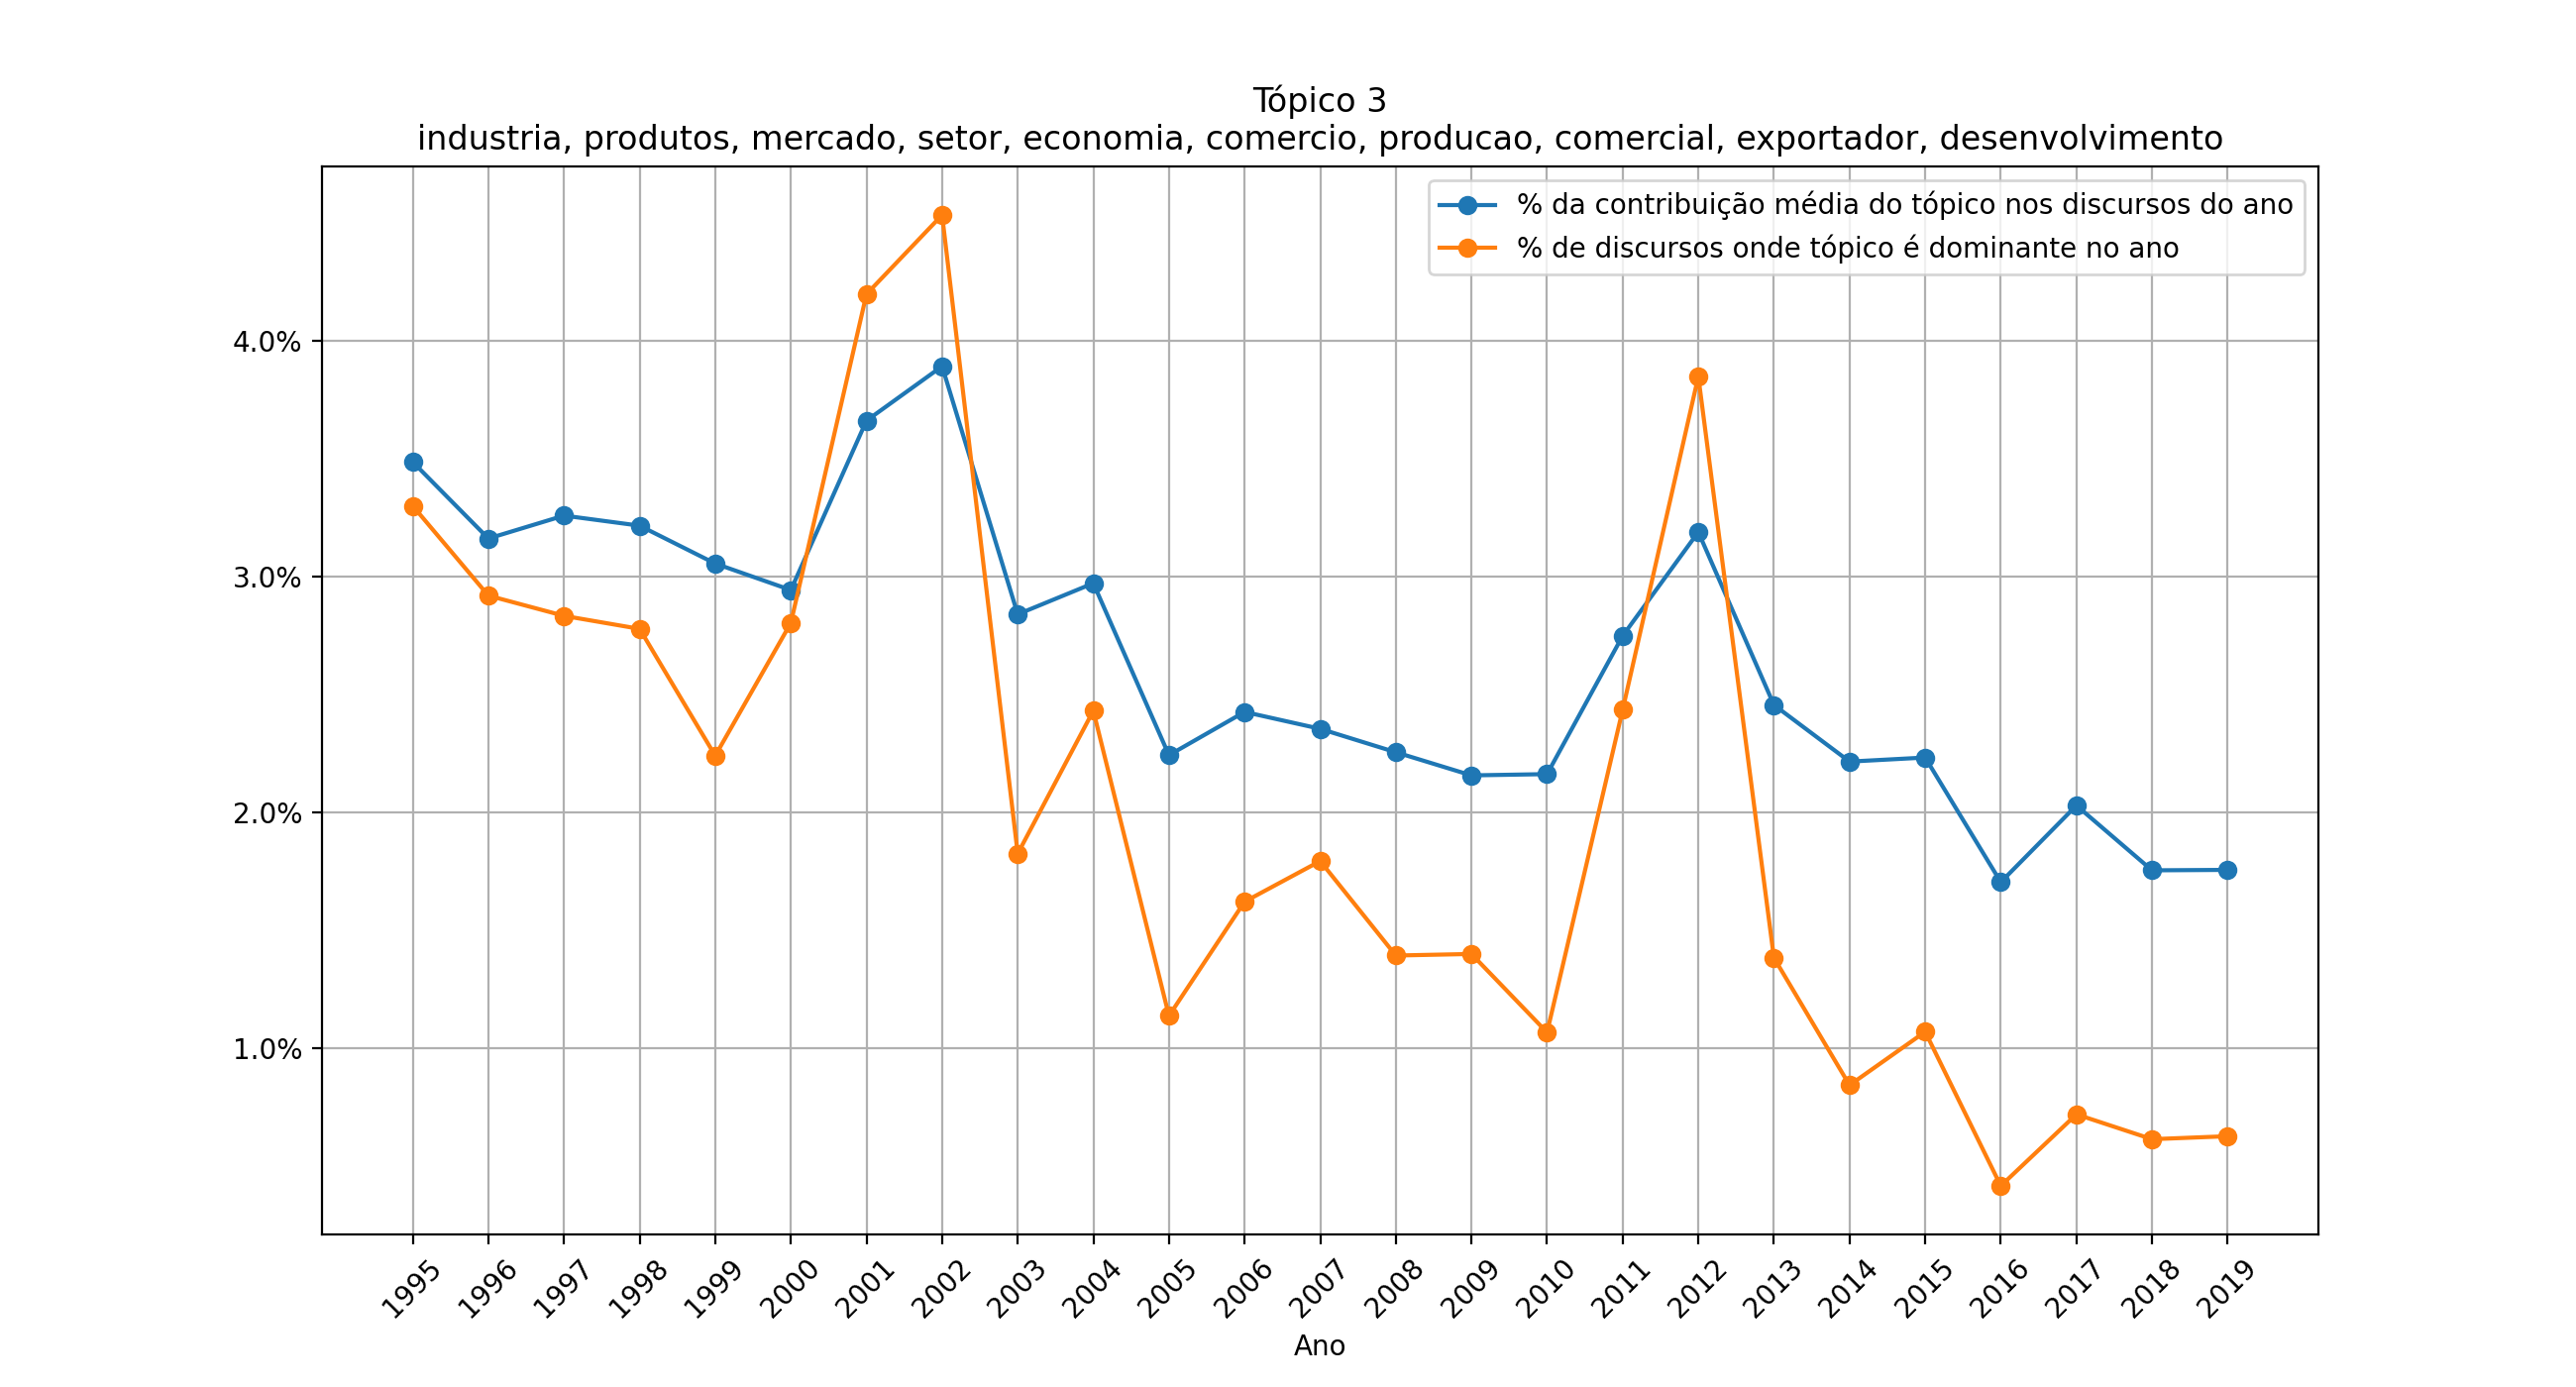 Tópico 3
industria, produtos, mercado, setor, economia, comercio, producao, comercial, exportador, desenvolvimento
% da contribuição média do tópico nos discursos do ano
% de discursos onde tópico é dominante no ano
4.0%
3.0%
2.0%
1.0%
1995 1996 1997 1998 1999 2000 2001 2002 2003 2004 2005 2006 2007 2008 2009 2010 2011 2012 2013 2014 2015 2016 2017 2018 2019
Ano